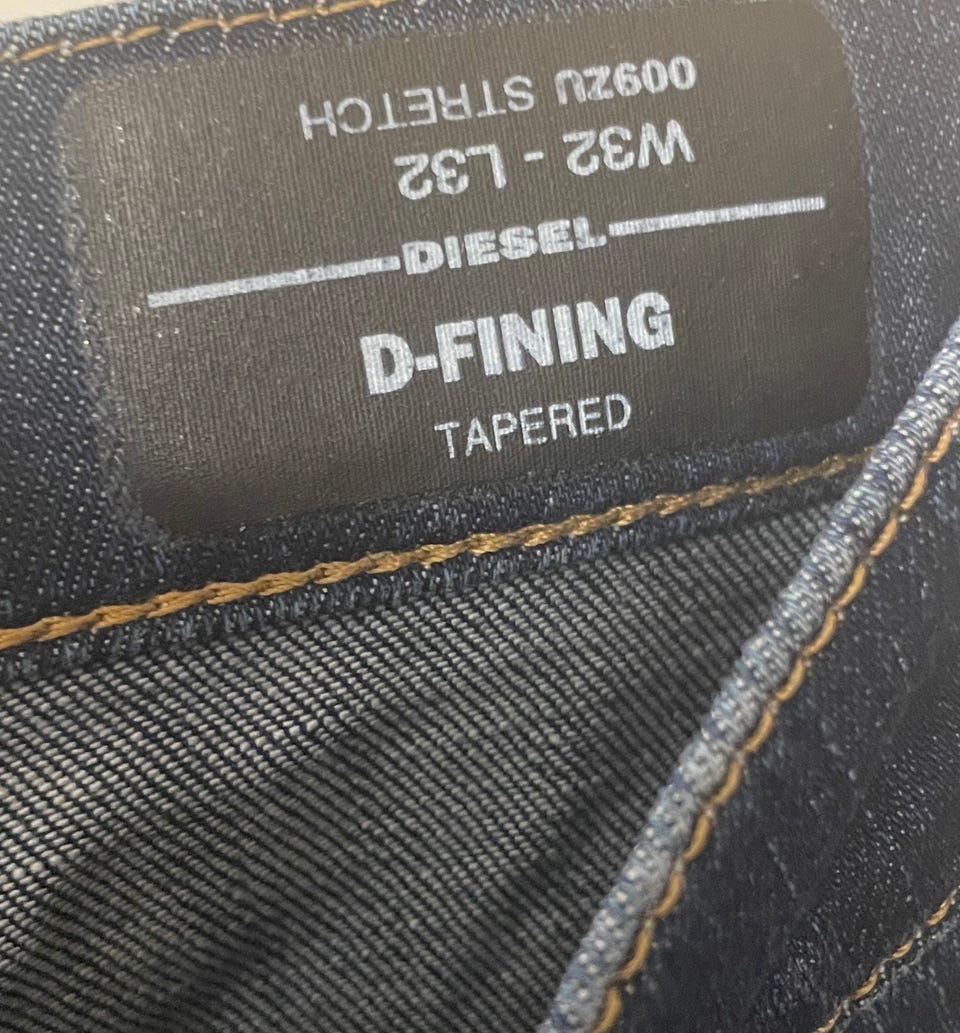 009ZU STRETCH
W32 - L32
DIESEL
D-FINING
TAPERED